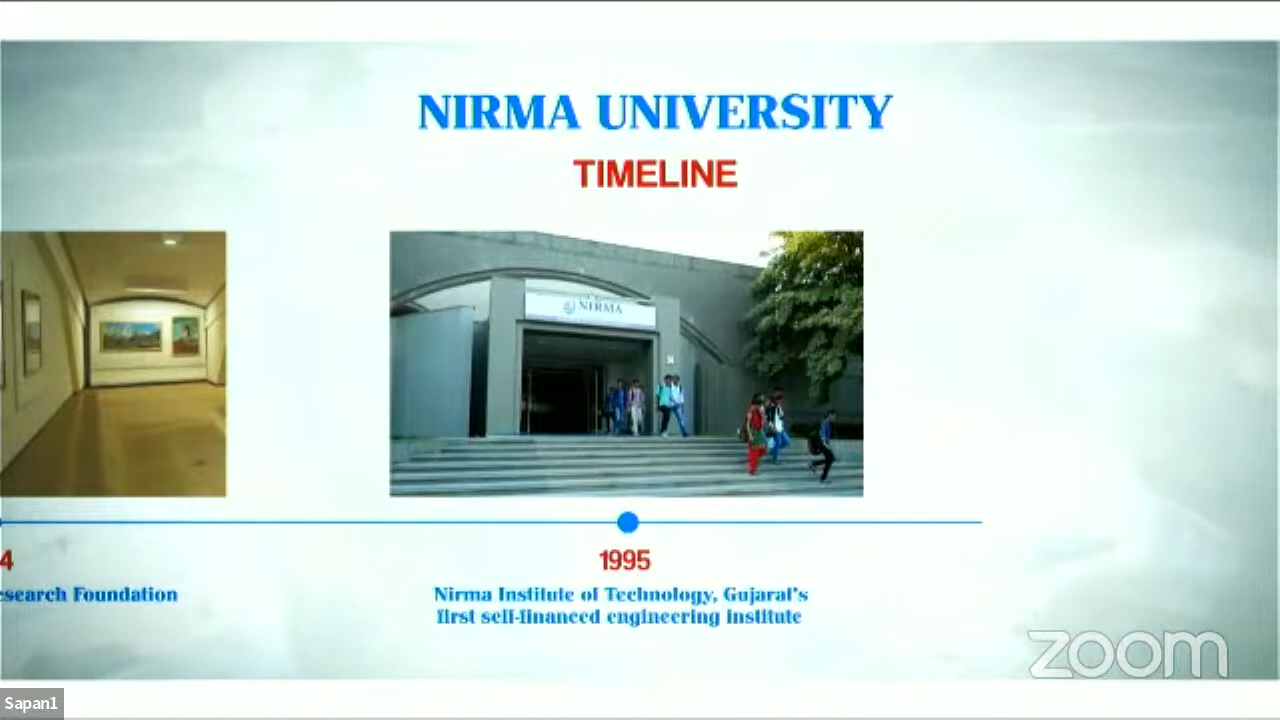 NIRMA UNIVERSITY
TIMELINE
NIRMA
4
esearch Foundation
1995
Nirma Institute of Technology, Gujarat's
first self-financed engineering institute
zoom
Sapan1